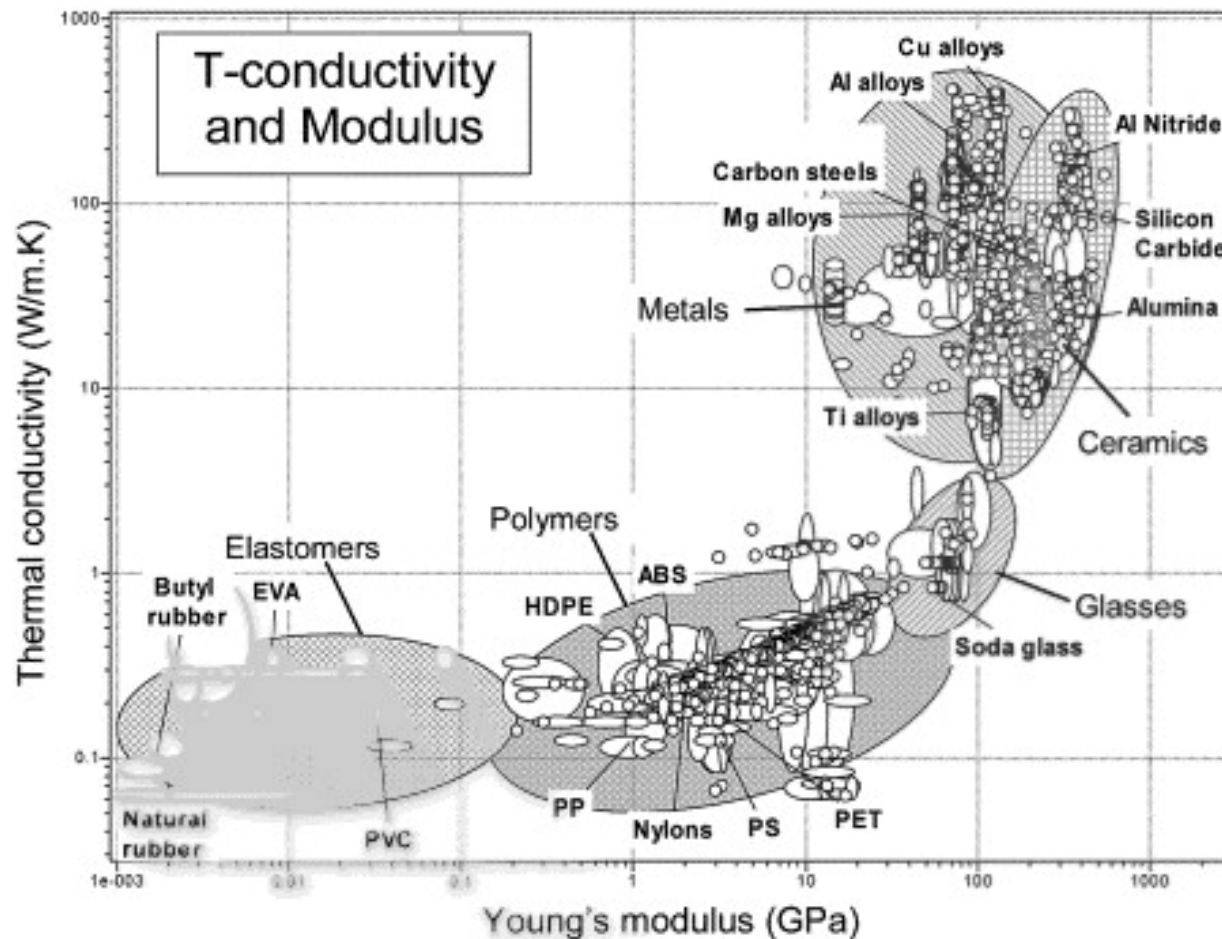 T-conductivity
and Modulus
Thermal conductivity (W/m.K)
1000
100
10
1
0.1
Cu alloys
Al alloys
Al Nitride
Carbon steels
Mg alloys
Silicon
Carbide
Metals
Alumina
Ti alloys
Ceramics
Polymers
Elastomers
ABS
Butyl
rubber
EVA
HDPE
Glasses
Soda glass
PP
Nylons
PS
PET
Natural
rubber
PVC
1e-003
0.01
0.1
1
10
100
1000
Young's modulus (GPa)